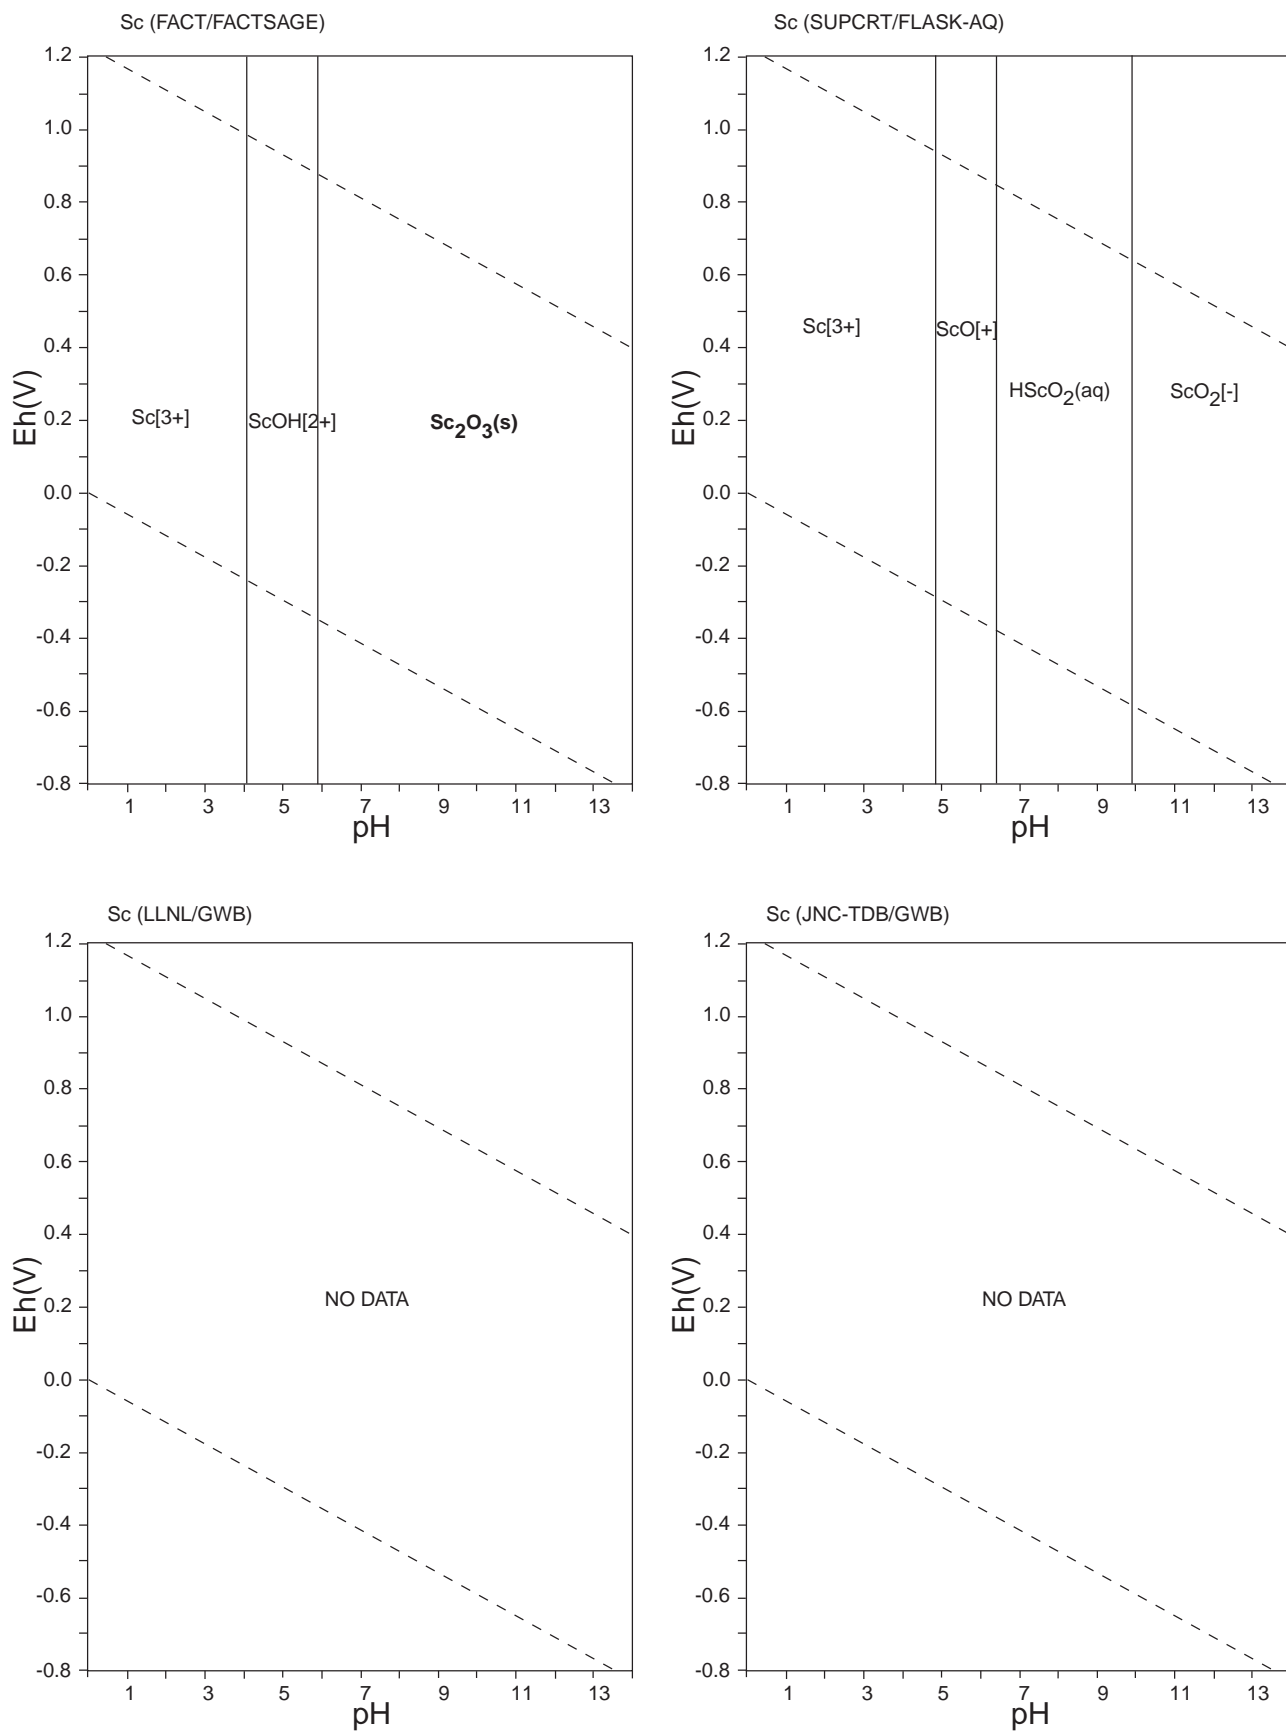 Sc (FACT/FACTSAGE)
1.2
1.0
0.8
0.6
0.4
0.2
0.0
-0.2
-0.4
-0.6
-0.8
Eh(V)
Sc[3+]
ScOH[2+]
Sc2O3(s)
1 3 5 7 9 11 13
pH
Sc (SUPCRT/FLASK-AQ)
1.2
1.0
0.8
0.6
0.4
0.2
0.0
-0.2
-0.4
-0.6
-0.8
Eh(V)
Sc[3+]
ScO[+]
HScO2(aq)
ScO2[-]
1 3 5 7 9 11 13
pH
Sc (LLNL/GWB)
1.2
1.0
0.8
0.6
0.4
0.2
0.0
-0.2
-0.4
-0.6
-0.8
Eh(V)
NO DATA
1 3 5 7 9 11 13
pH
Sc (JNC-TDB/GWB)
1.2
1.0
0.8
0.6
0.4
0.2
0.0
-0.2
-0.4
-0.6
-0.8
Eh(V)
NO DATA
1 3 5 7 9 11 13
pH